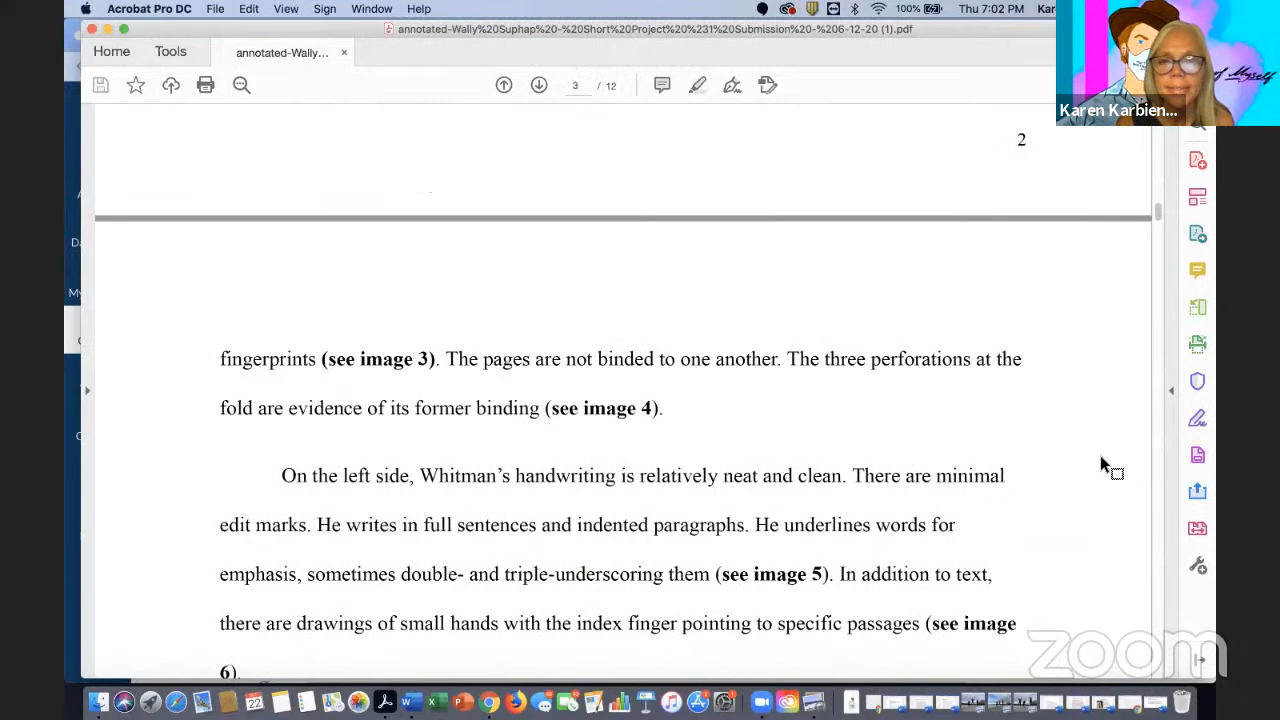 Acrobat Pro DC File Edit View Sign Window Help 100% Thu 7:02 PM Kar
annotated-Wally%20Suphap%20-%20Short%20Project%20%231%20Submission%20-%206-12-20 (1).pdf
Home Tools annotated-Wally... ×
3 / 12
of Myself
Karen Karbien...
2
fingerprints (see image 3). The pages are not binded to one another. The three perforations at the
fold are evidence of its former binding (see image 4).
On the left side, Whitman's handwriting is relatively neat and clean. There are minimal
edit marks. He writes in full sentences and indented paragraphs. He underlines words for
emphasis, sometimes double- and triple-underscoring them (see image 5). In addition to text,
there are drawings of small hands with the index finger pointing to specific passages (see image
6).
zoom